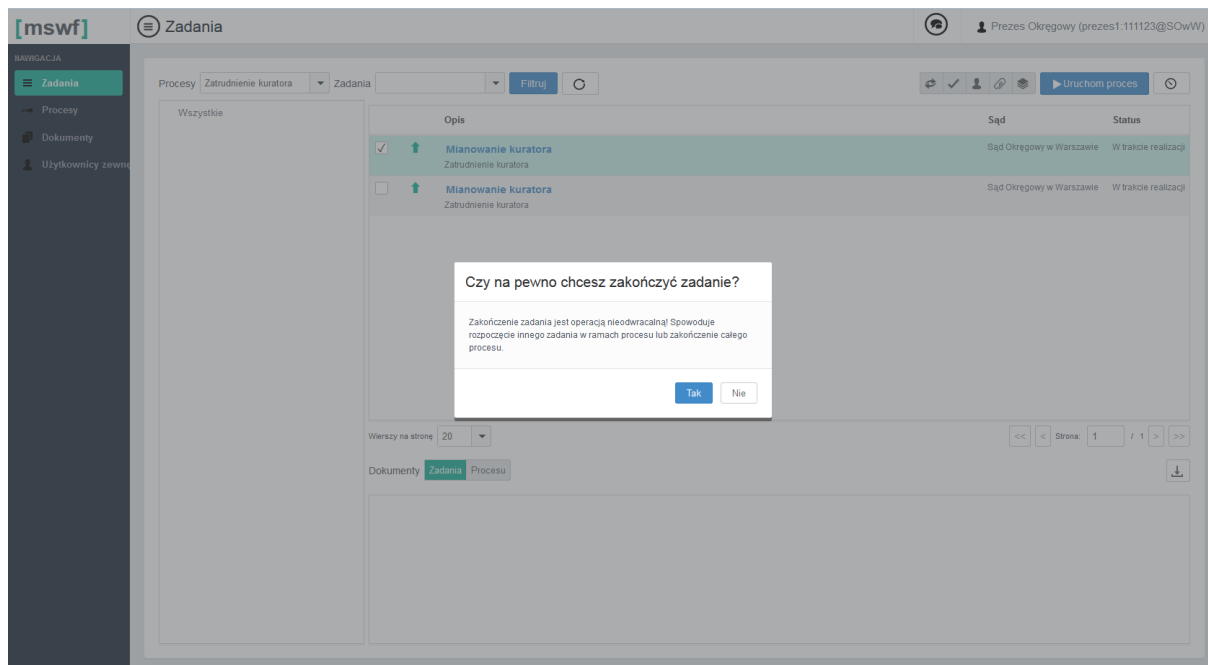 [mswf]
Zadania
Prezes Okręgowy (prezes1.111123@SOwW)
NAWIGACJA
Zadania
Procesy
Dokumenty
Użytkownicy zewnę
Procesy Zatrudnienie kuratora Zadania Filtruj Uruchom proces
Wszystkie
Opis Sąd Status
Mianowanie kuratora Sąd Okręgowy w Warszawie W trakcie realizacji
Zatrudnienie kuratora
Mianowanie kuratora Sąd Okręgowy w Warszawie W trakcie realizacji
Zatrudnienie kuratora
Czy na pewno chcesz zakończyć zadanie?
Zakończenie zadania jest operacją nieodwracalną! Spowoduje
rozpoczęcie innego zadania w ramach procesu lub zakończenie całego
procesu.
Tak Nie
Wierszy na stronę 20 << < Strona: 1 / 1 > >>
Dokumenty Zadania Procesu